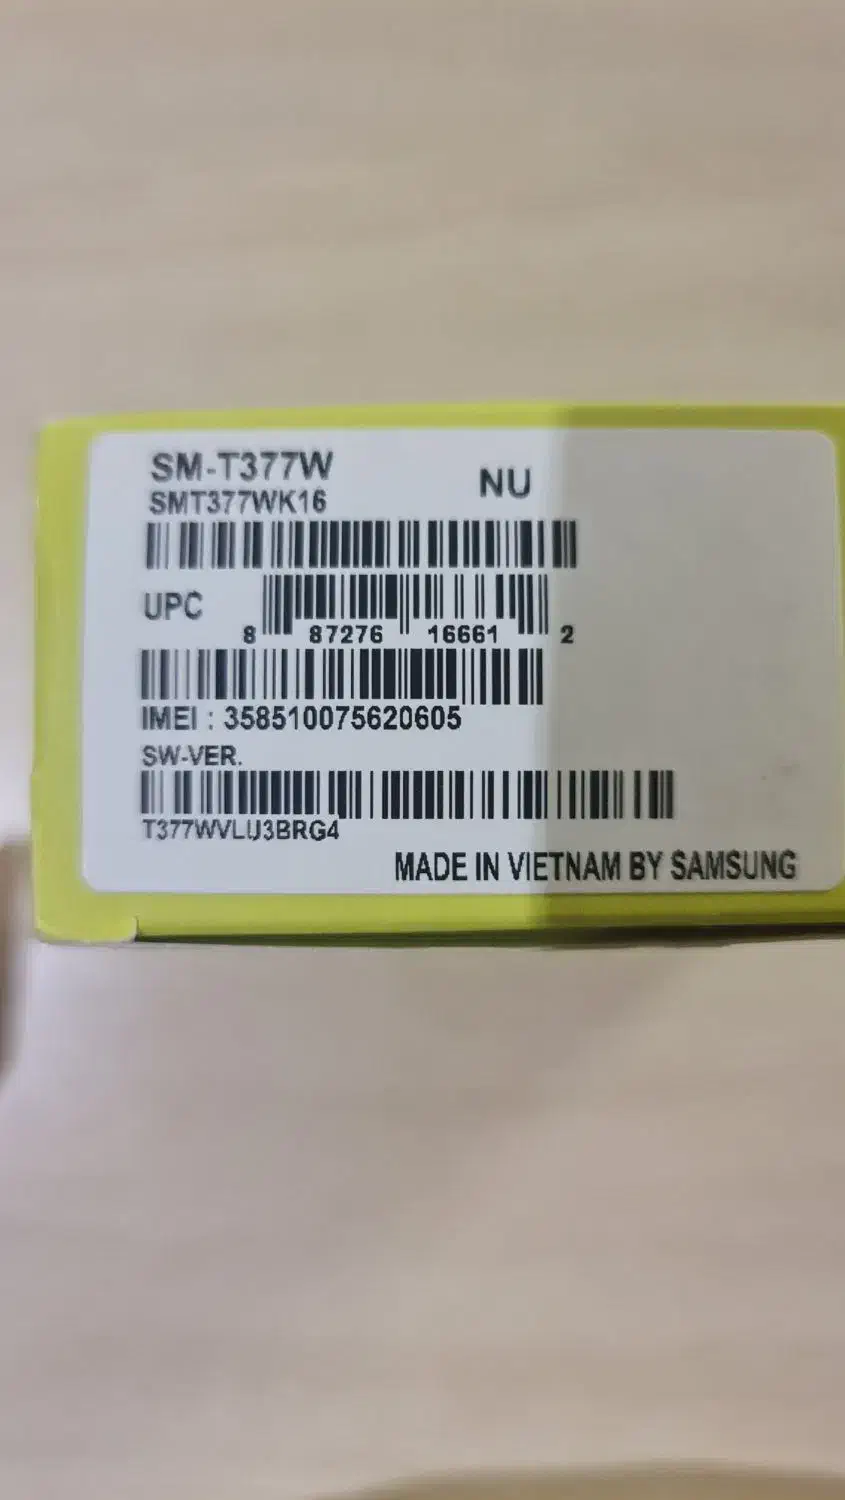 SM-T377W
SMT377WK16
NU
UPC
8 87276 16661 2
IMEI : 358510075620605
SW-VER.
T377WVLU3BRG4
MADE IN VIETNAM BY SAMSUNG